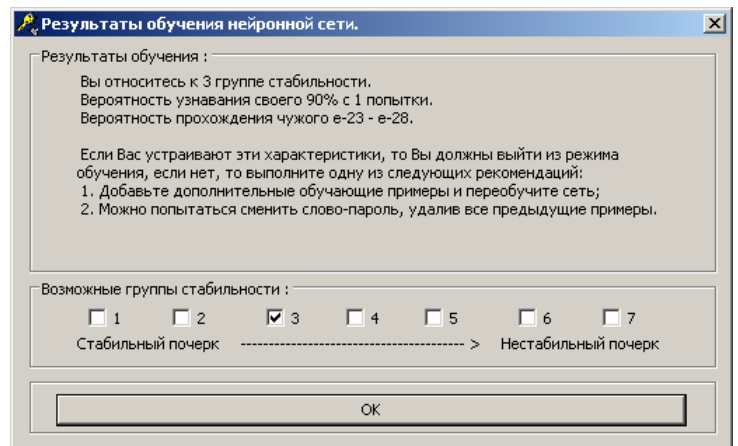 Результаты обучения нейронной сети.
Результаты обучения :
Вы относитесь к 3 группе стабильности.
Вероятность узнавания своего 90% с 1 попытки.
Вероятность прохождения чужого e-23 - e-28.
Если Вас устраивают эти характеристики, то Вы должны выйти из режима
обучения, если нет, то выполните одну из следующих рекомендаций:
1. Добавьте дополнительные обучающие примеры и переобучите сеть;
2. Можно попытаться сменить слово-пароль, удалив все предыдущие примеры.
Возможные группы стабильности :
1 2 3 4 5 6 7
Стабильный почерк ----------------------------------------- > Нестабильный почерк
OK